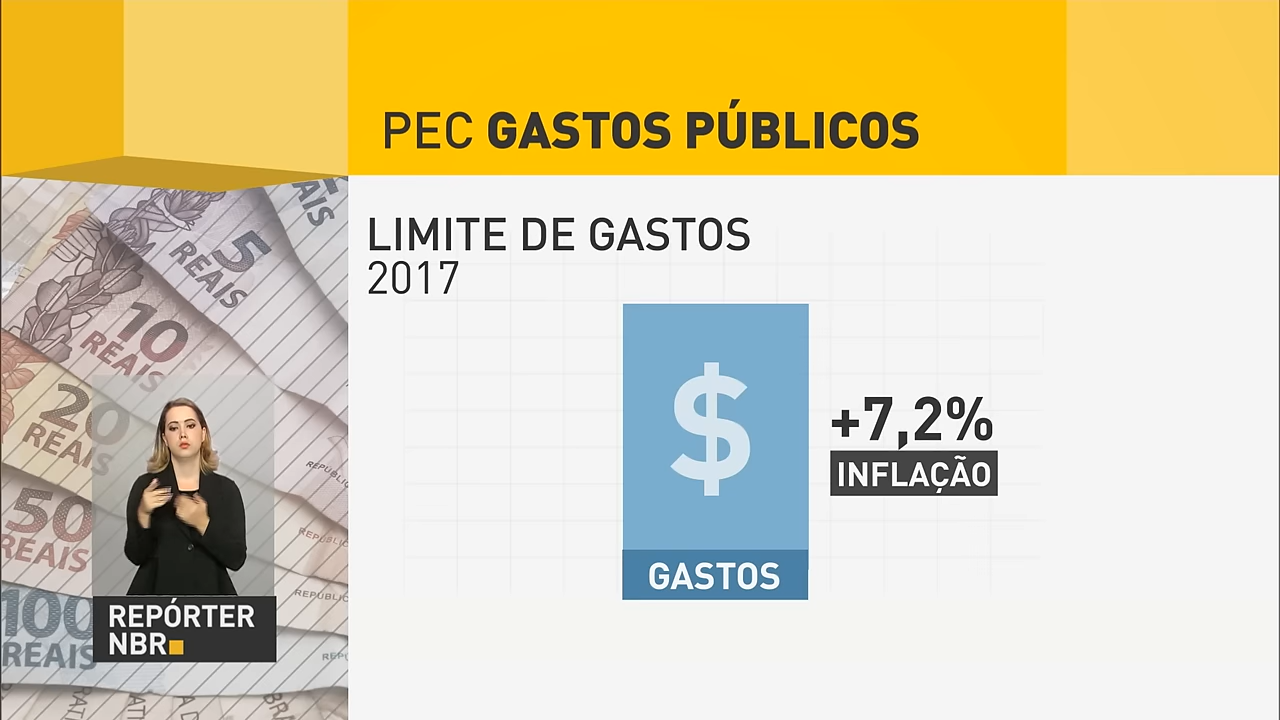 PEC GASTOS PÚBLICOS
LIMITE DE GASTOS
2017
$
+7,2%
INFLAÇÃO
GASTOS
AIS
5
REAIS
10
REAIS
20
REAIS
50
REAIS
100
REAIS
REPÓRTER
NBR